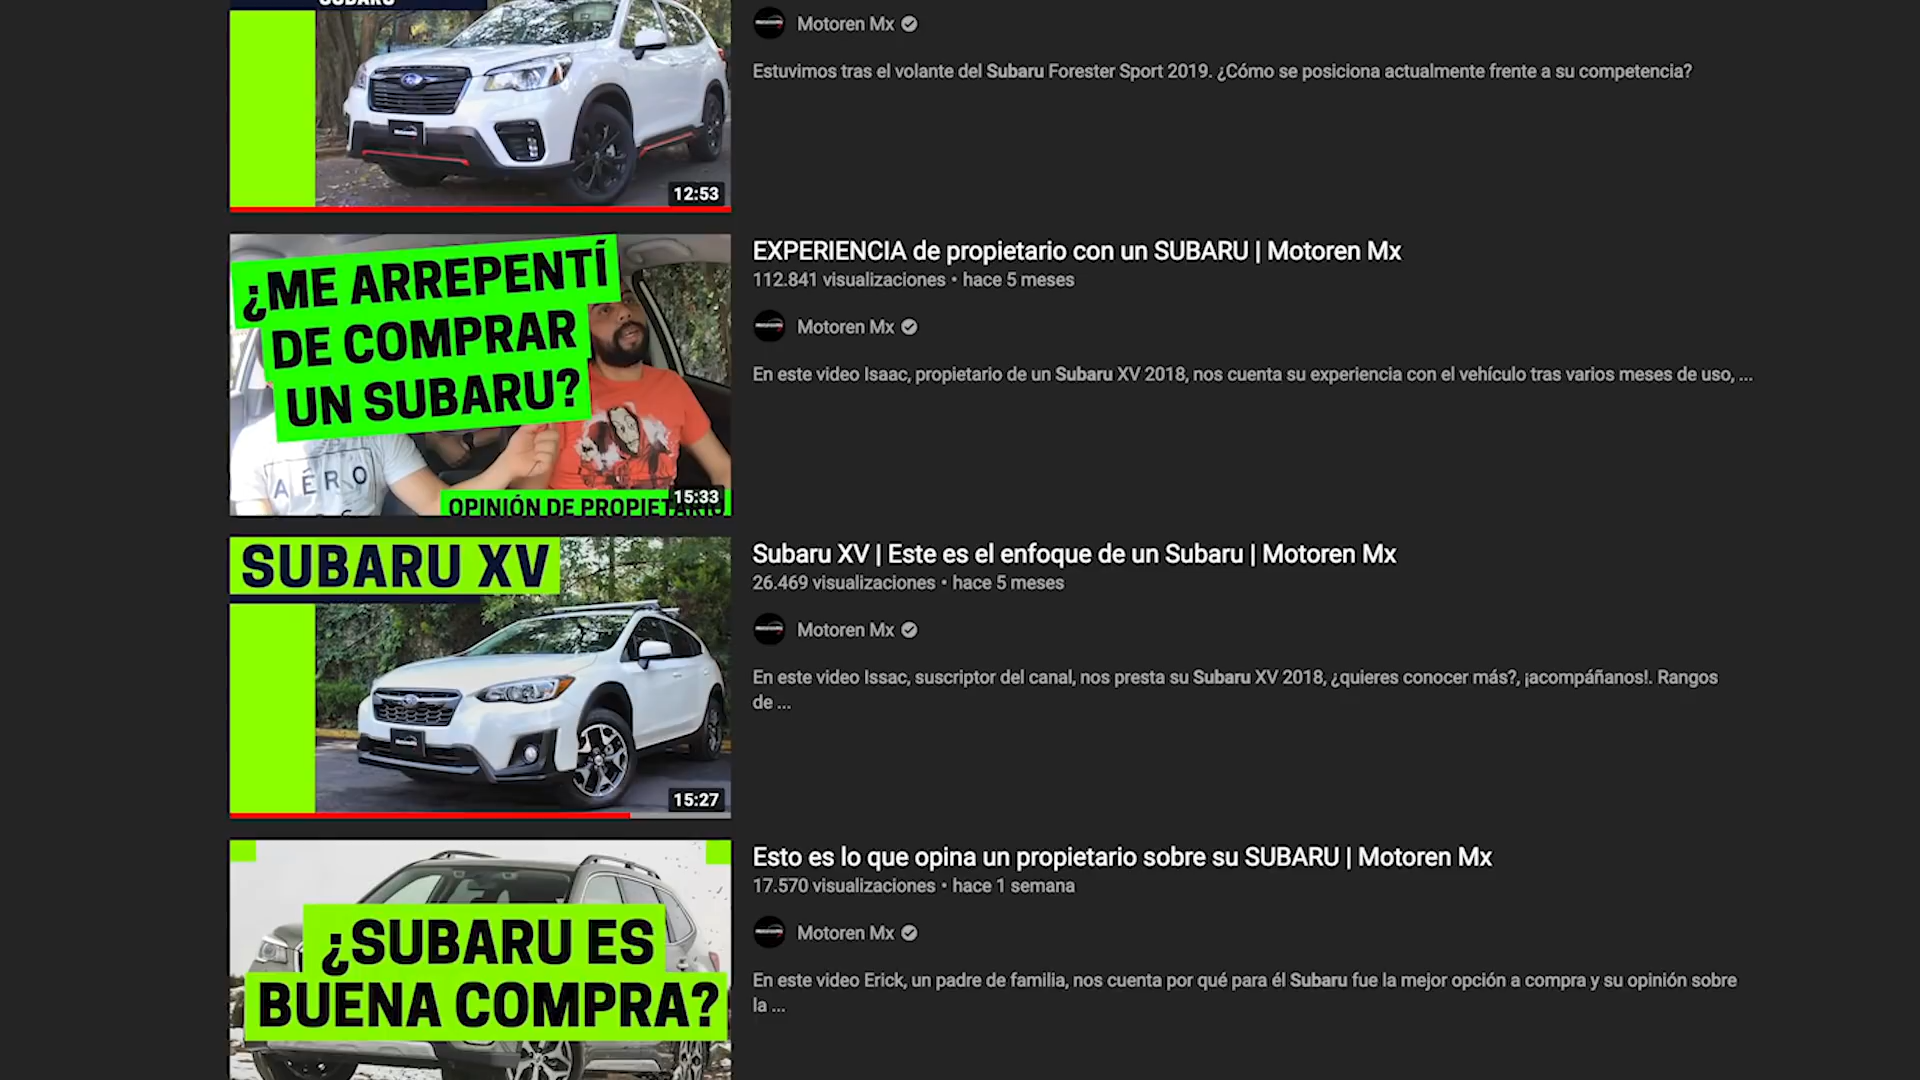 SUBARU
12:53
Motoren Mx
Estuvimos tras el volante del Subaru Forester Sport 2019. ¿Cómo se posiciona actualmente frente a su competencia?
¿ME ARREPENTÍ
DE COMPRAR
UN SUBARU?
AÉRO
OPINIÓN DE PROPIETARIO
15:33
EXPERIENCIA de propietario con un SUBARU | Motoren Mx
112.841 visualizaciones • hace 5 meses
Motoren Mx
En este video Isaac, propietario de un Subaru XV 2018, nos cuenta su experiencia con el vehículo tras varios meses de uso, ...
SUBARU XV
15:27
Subaru XV | Este es el enfoque de un Subaru | Motoren Mx
26.469 visualizaciones • hace 5 meses
Motoren Mx
En este video Issac, suscriptor del canal, nos presta su Subaru XV 2018, ¿quieres conocer más?, ¡acompáñanos!. Rangos
de ...
¿SUBARU ES
BUENA COMPRA?
Esto es lo que opina un propietario sobre su SUBARU | Motoren Mx
17.570 visualizaciones • hace 1 semana
Motoren Mx
En este video Erick, un padre de familia, nos cuenta por qué para él Subaru fue la mejor opción a compra y su opinión sobre
la ...